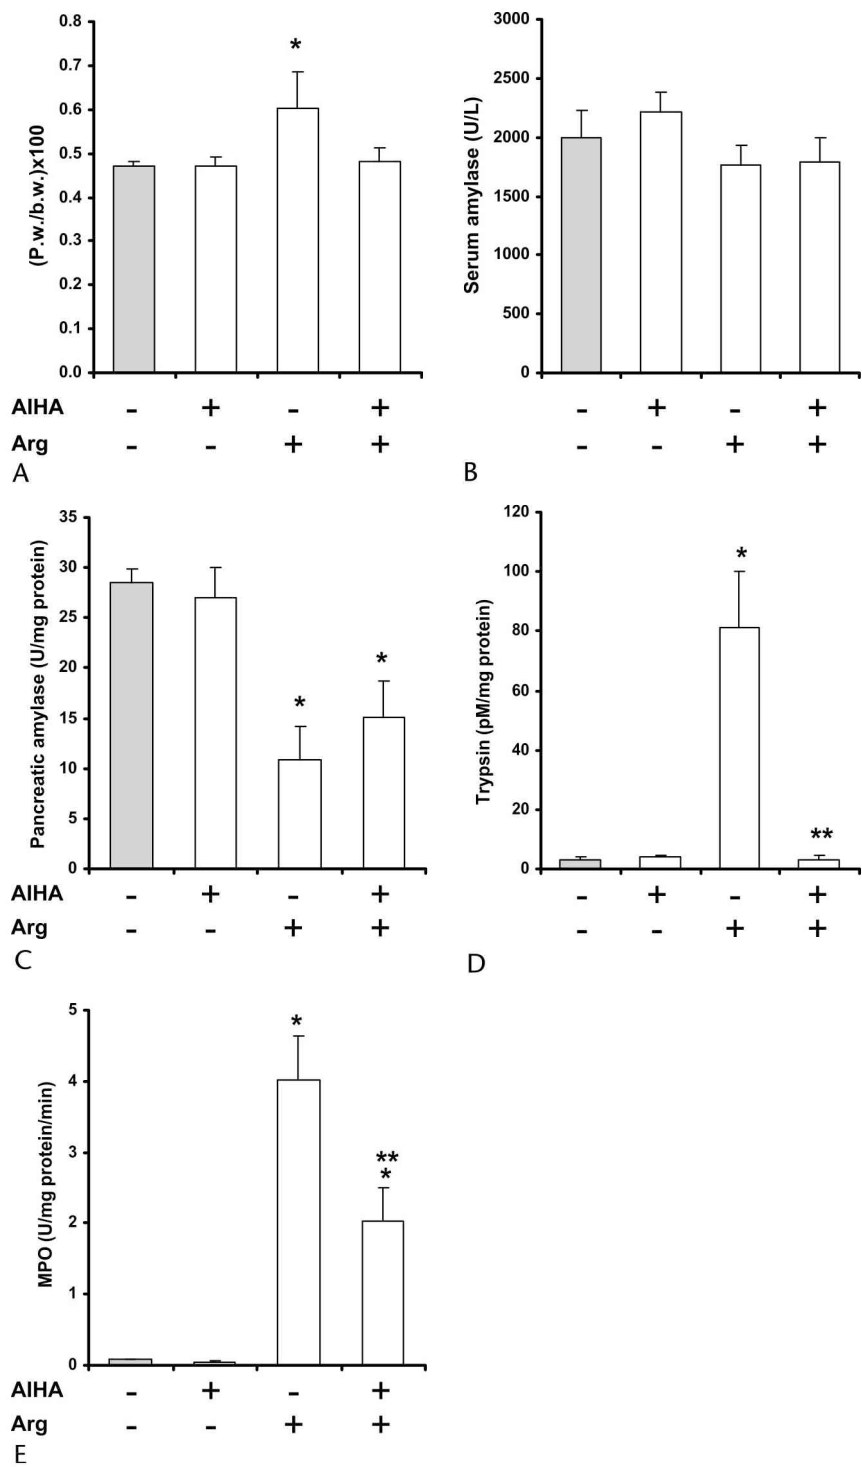 0.8
0.7
0.6
0.5
0.4
0.3
0.2
0.1
0.0
(P.w./b.w.)x100
*
AIHA - + - +
Arg - - + +
A
3000
2500
2000
1500
1000
500
0
Serum amylase (U/L)
- + - +
- - + +
B
35
30
25
20
15
10
5
0
Pancreatic amylase (U/mg protein)
* *
AIHA - + - +
Arg - - + +
C
120
100
80
60
40
20
0
Trypsin (pM/mg protein)
* **
- + - +
- - + +
D
5
4
3
2
1
0
MPO (U/mg protein/min)
*
**
*
AIHA - + - +
Arg - - + +
E